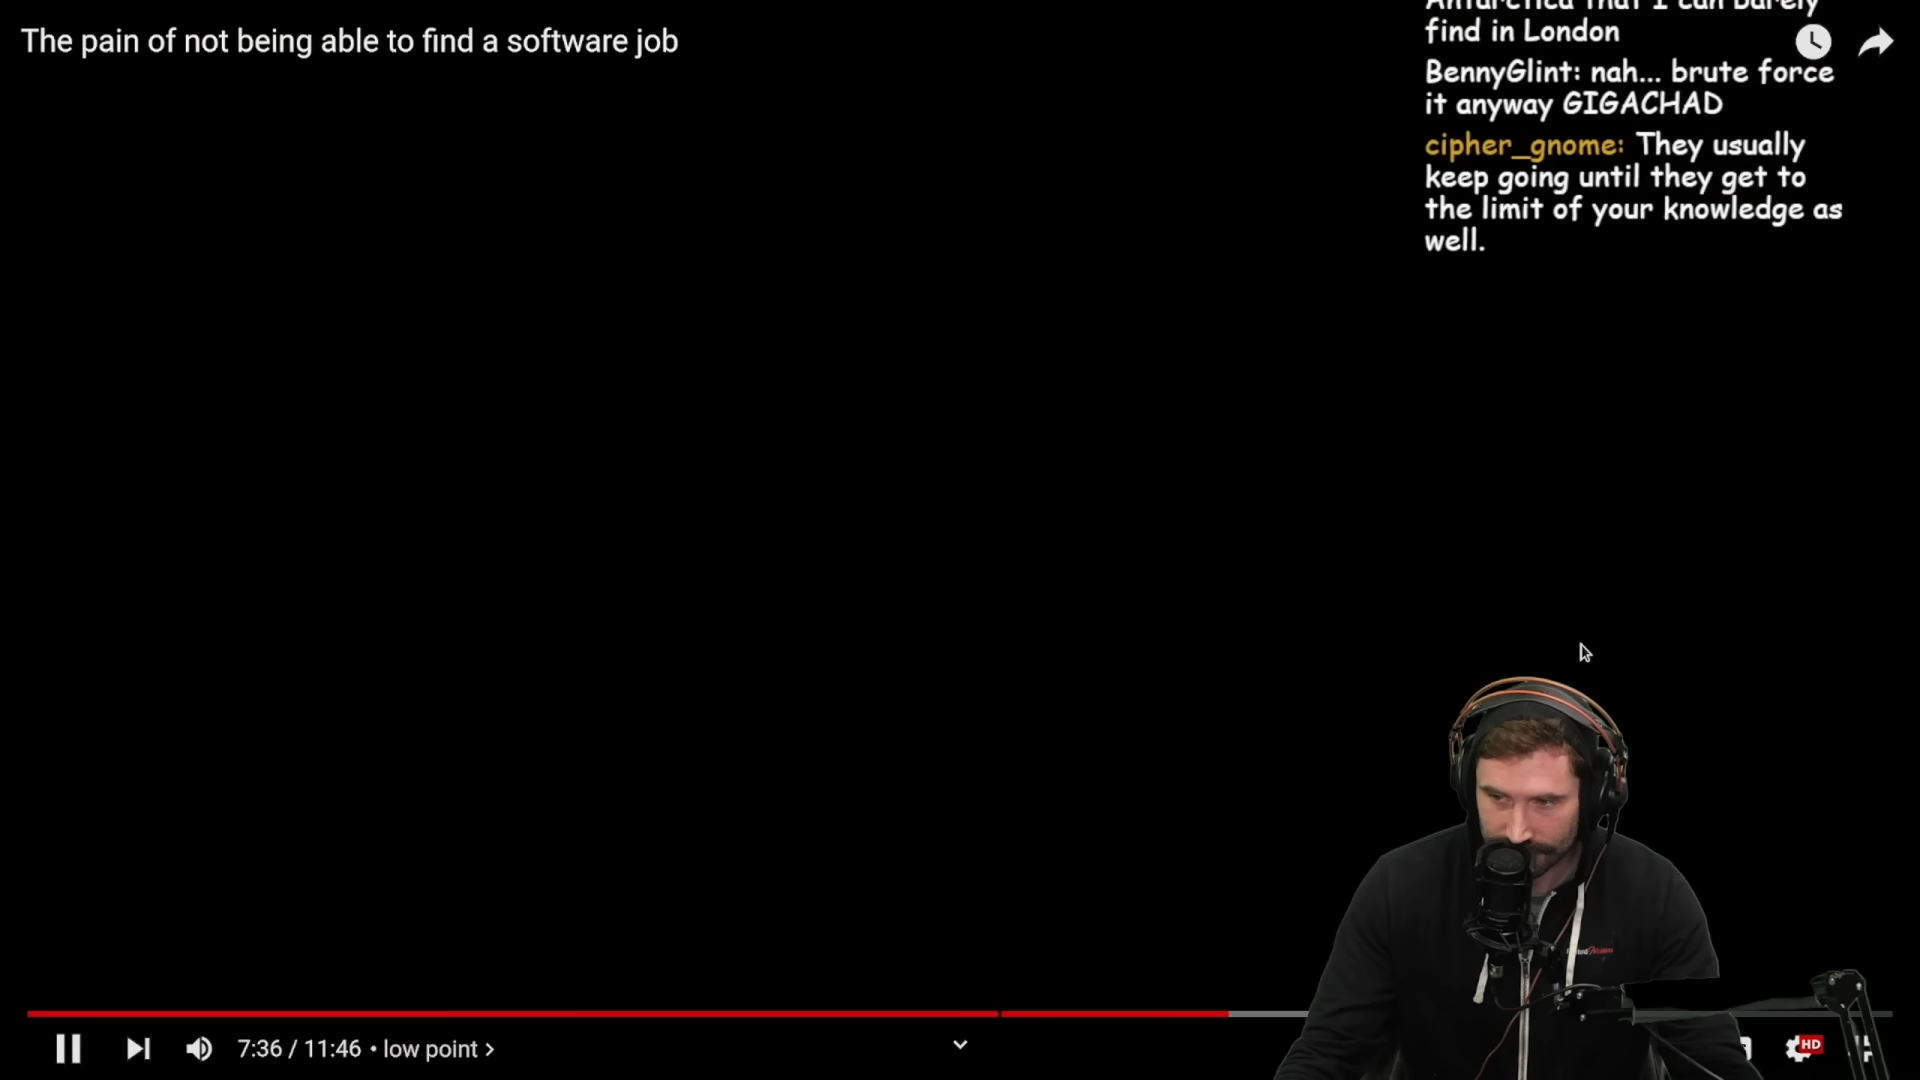 The pain of not being able to find a software job
find in London
BennyGlint: nah... brute force
it anyway GIGACHAD
cipher_gnome: They usually
keep going until they get to
the limit of your knowledge as
well.
7:36 / 11:46 • low point >
HD